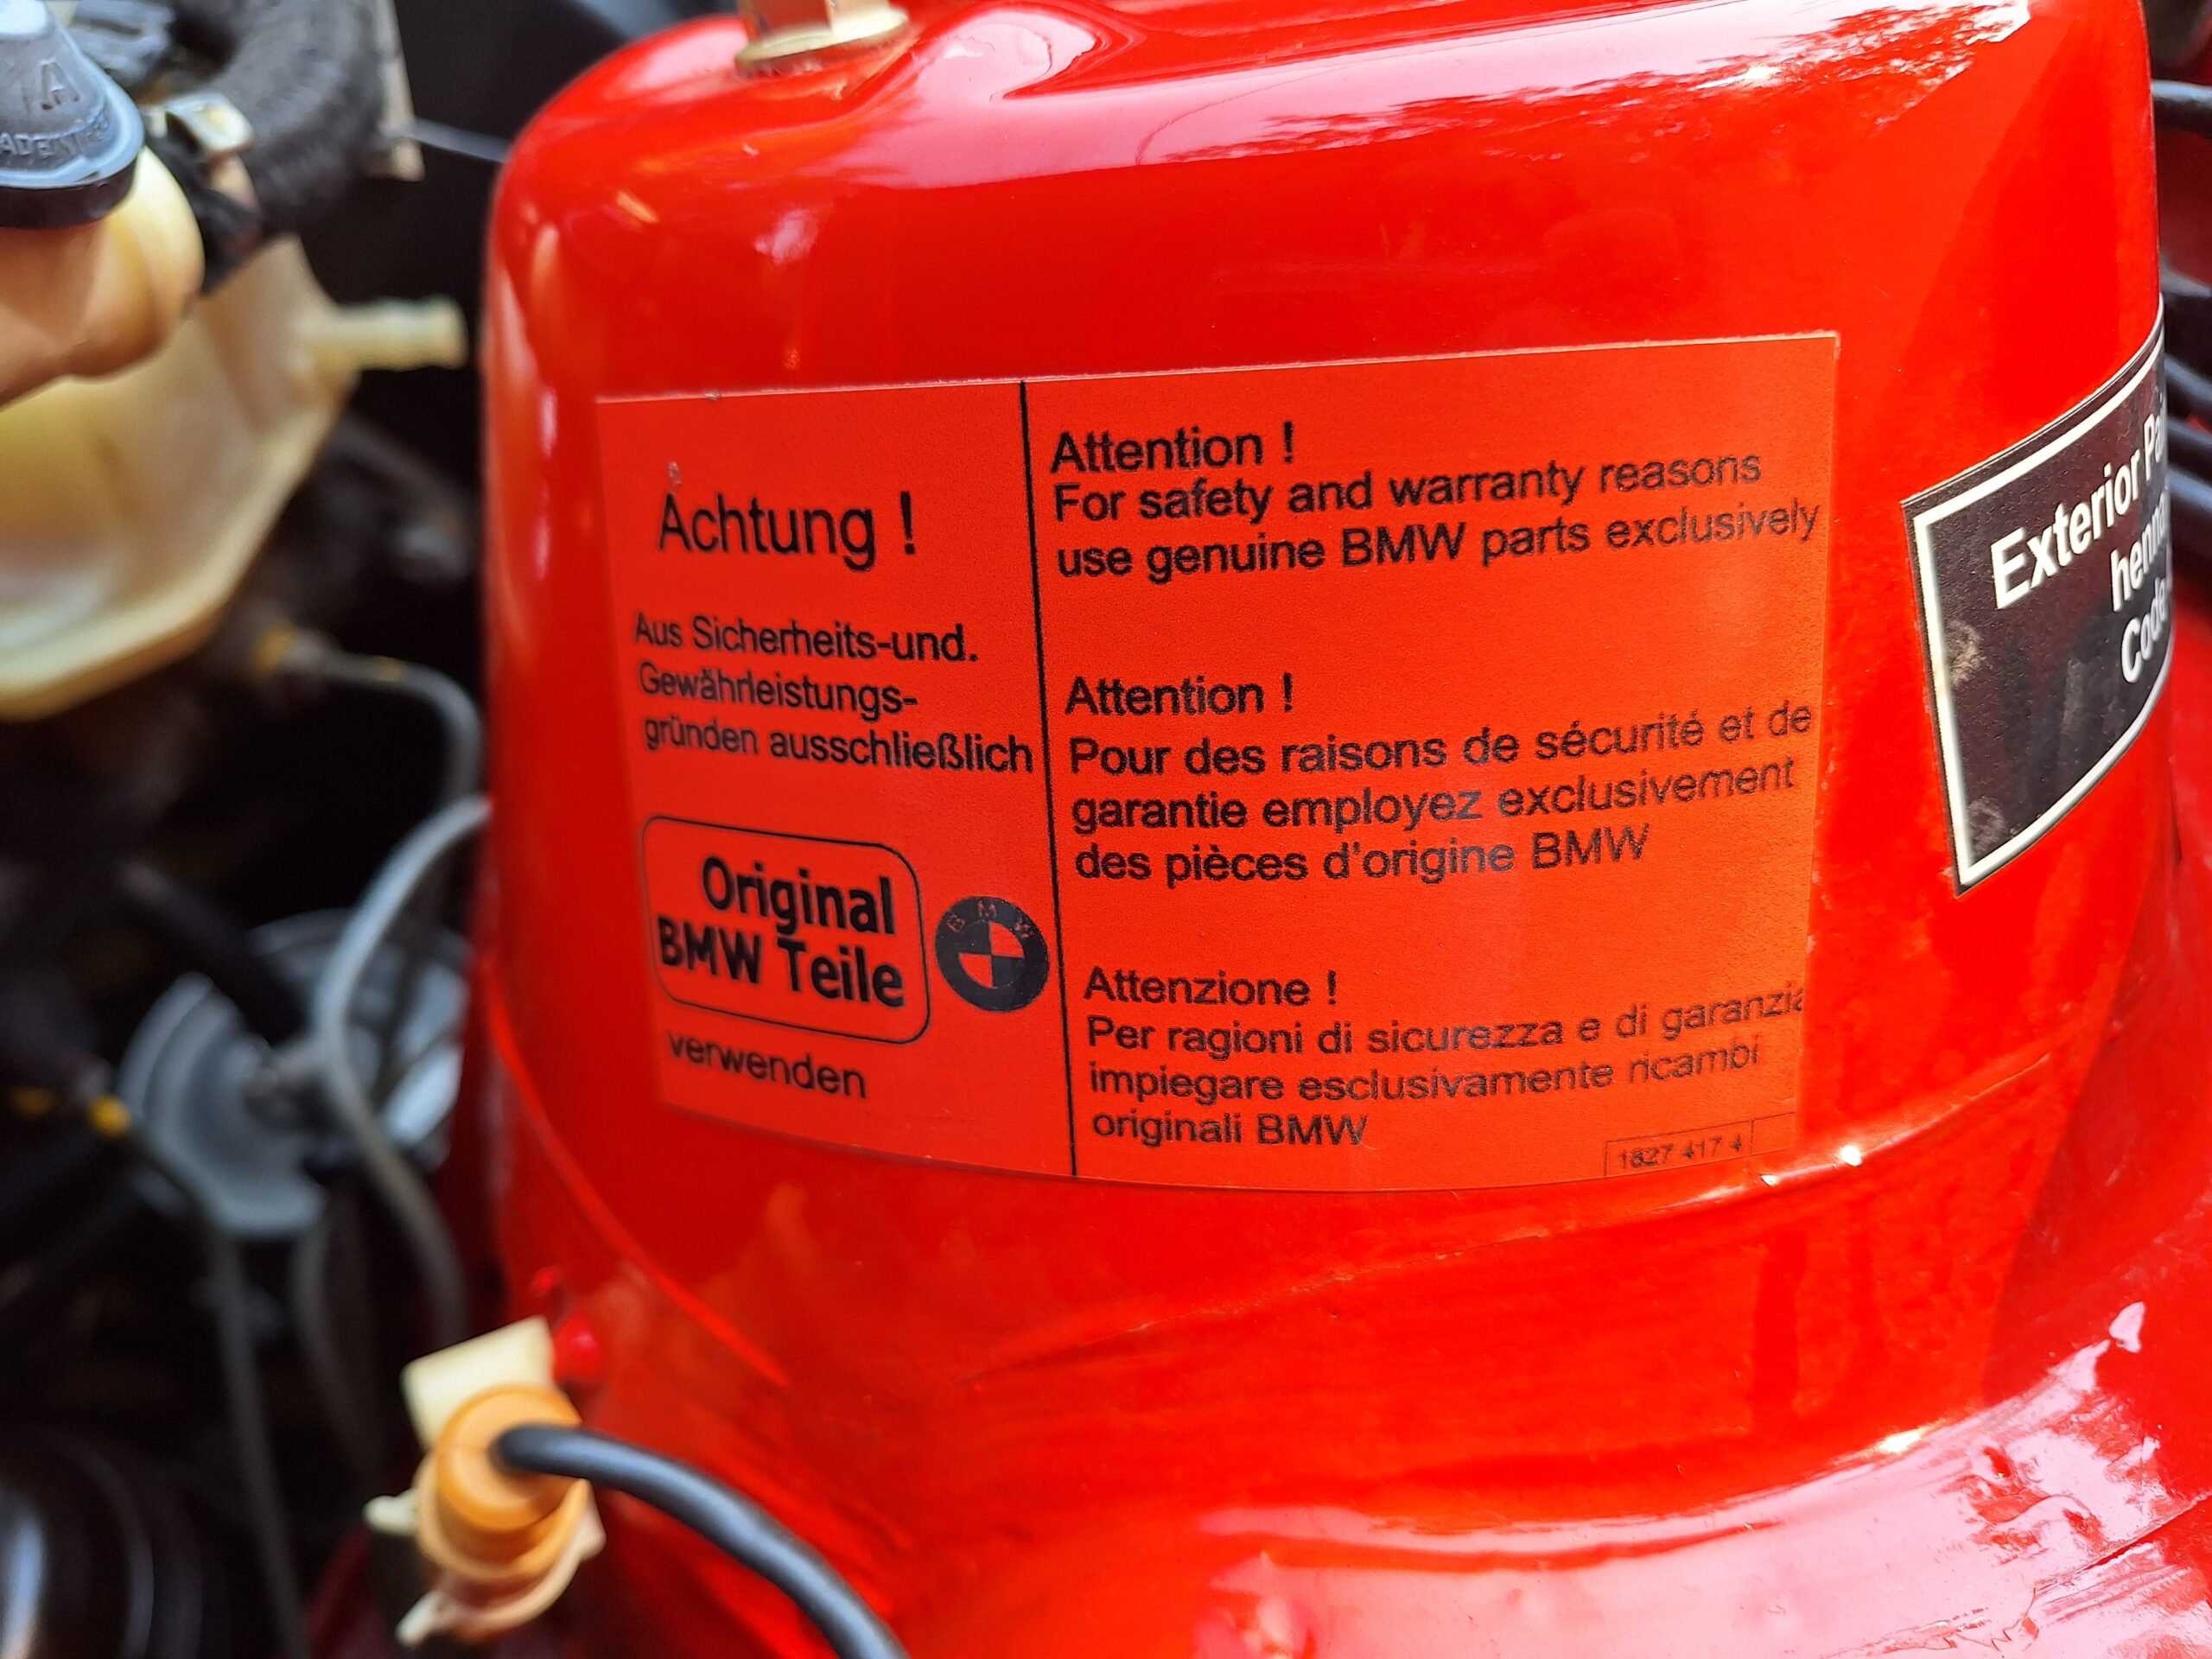 Achtung !
Aus Sicherheits-und.
Gewährleistungs-
gründen ausschließlich
Original
BMW Teile
BMW
verwenden
Attention !
For safety and warranty reasons
use genuine BMW parts exclusively
Attention !
Pour des raisons de sécurité et de
garantie employez exclusivement
des pièces d'origine BMW
Attenzione !
Per ragioni di sicurezza e di garanzia
impiegare esclusivamente ricambi
originali BMW
1827 417 4
Exterior